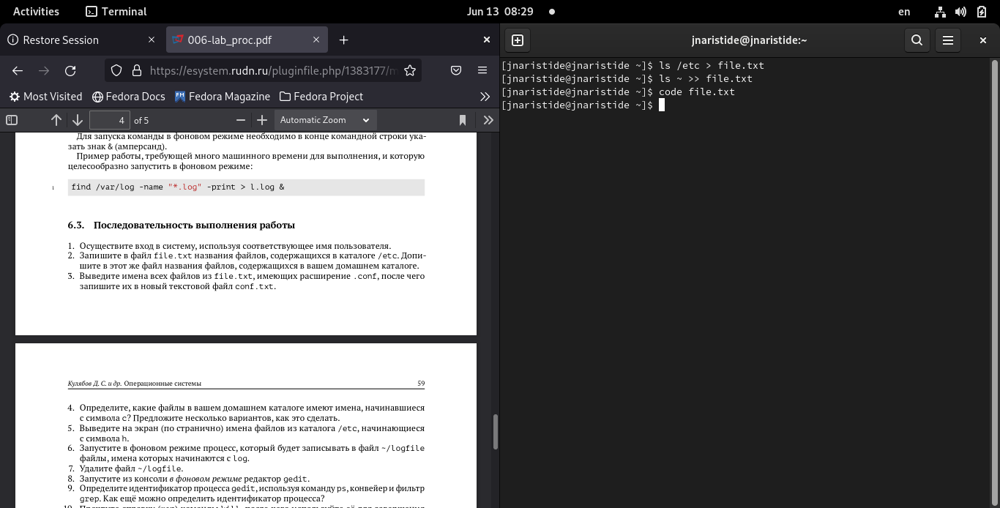 Activities
Terminal
Jun 13 08:29
en
Restore Session
006-lab_proc.pdf
jnaristide@jnaristide:~
https://esystem.rudn.ru/pluginfile.php/1383177/m
Most Visited
Fedora Docs
Fedora Magazine
Fedora Project
4 of 5
Automatic Zoom
Для запуска команды в фоновом режиме необходимо в конце командной строки ука-
зать знак & (амперсанд).
Пример работы, требующей много машинного времени для выполнения, и которую
целесообразно запустить в фоновом режиме:
1 find /var/log -name "*.log" -print > l.log &
6.3. Последовательность выполнения работы
1. Осуществите вход в систему, используя соответствующее имя пользователя.
2. Запишите в файл file.txt названия файлов, содержащихся в каталоге /etc. Допи-
шите в этот же файл названия файлов, содержащихся в вашем домашнем каталоге.
3. Выведите имена всех файлов из file.txt, имеющих расширение .conf, после чего
запишите их в новый текстовой файл conf.txt.
Кулябов Д. С. и др. Операционные системы 59
4. Определите, какие файлы в вашем домашнем каталоге имеют имена, начинавшиеся
с символа c? Предложите несколько вариантов, как это сделать.
5. Выведите на экран (по странично) имена файлов из каталога /etc, начинающиеся
с символа h.
6. Запустите в фоновом режиме процесс, который будет записывать в файл ~/logfile
файлы, имена которых начинаются с log.
7. Удалите файл ~/logfile.
8. Запустите из консоли в фоновом режиме редактор gedit.
9. Определите идентификатор процесса gedit, используя команду ps, конвейер и фильтр
grep. Как ещё можно определить идентификатор процесса?
[jnaristide@jnaristide ~]$ ls /etc > file.txt
[jnaristide@jnaristide ~]$ ls ~ >> file.txt
[jnaristide@jnaristide ~]$ code file.txt
[jnaristide@jnaristide ~]$